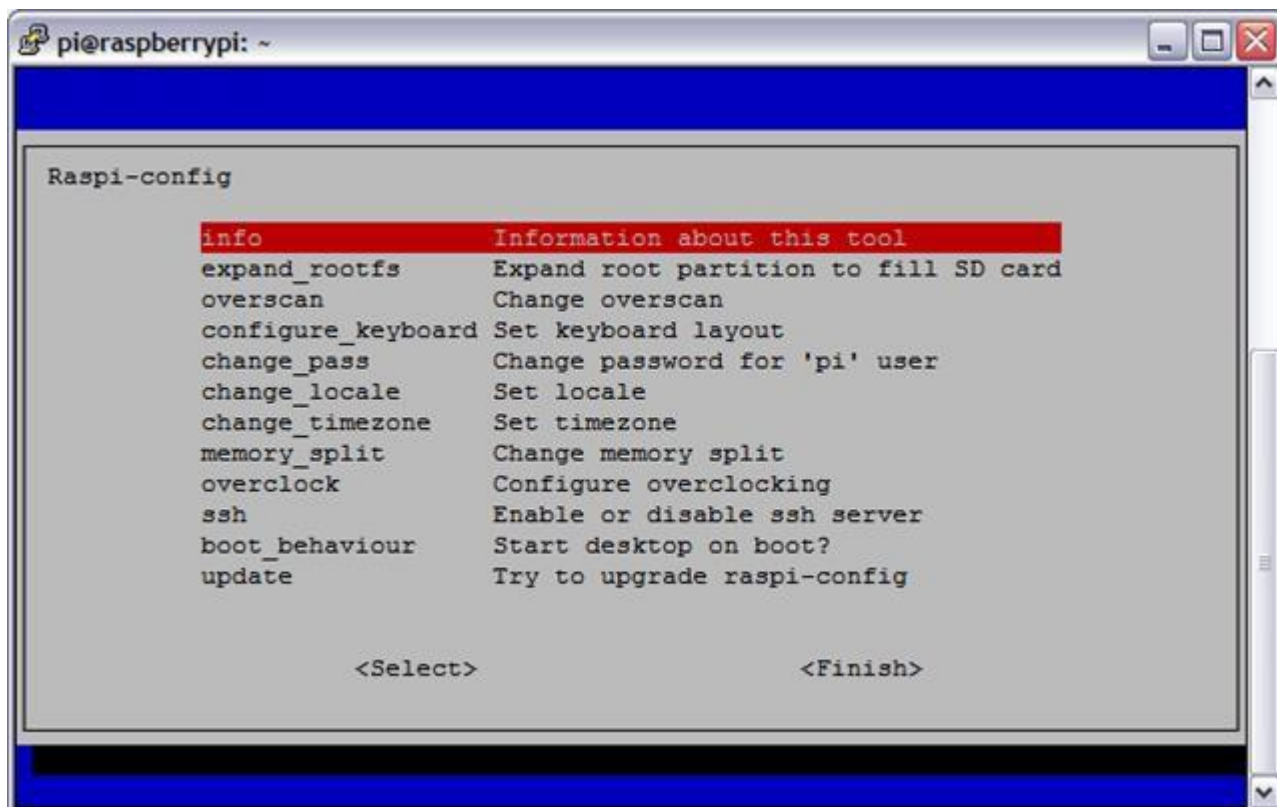 pi@raspberrypi: ~
Raspi-config
info Information about this tool
expand_rootfs Expand root partition to fill SD card
overscan Change overscan
configure_keyboard Set keyboard layout
change_pass Change password for 'pi' user
change_locale Set locale
change_timezone Set timezone
memory_split Change memory split
overclock Configure overclocking
ssh Enable or disable ssh server
boot_behaviour Start desktop on boot?
update Try to upgrade raspi-config
<Select> <Finish>